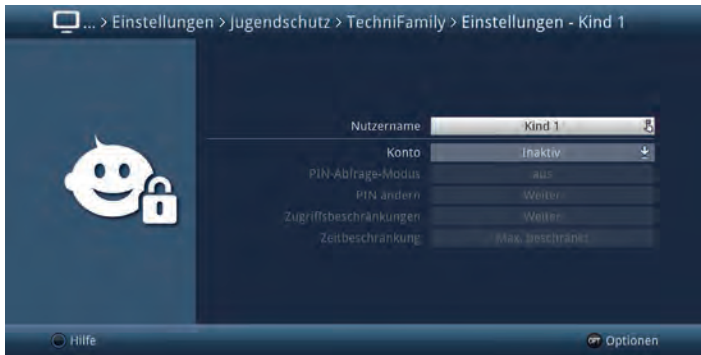 ... > Einstellungen > Jugendschutz > TechniFamily > Einstellungen - Kind 1
Nutzername Kind 1
Konto Inaktiv
PIN-Abfrage-Modus aus
PIN ändern Weiter
Zugriffsbeschränkungen Weiter
Zeitbeschränkung Max. beschränkt
Hilfe OPT Optionen